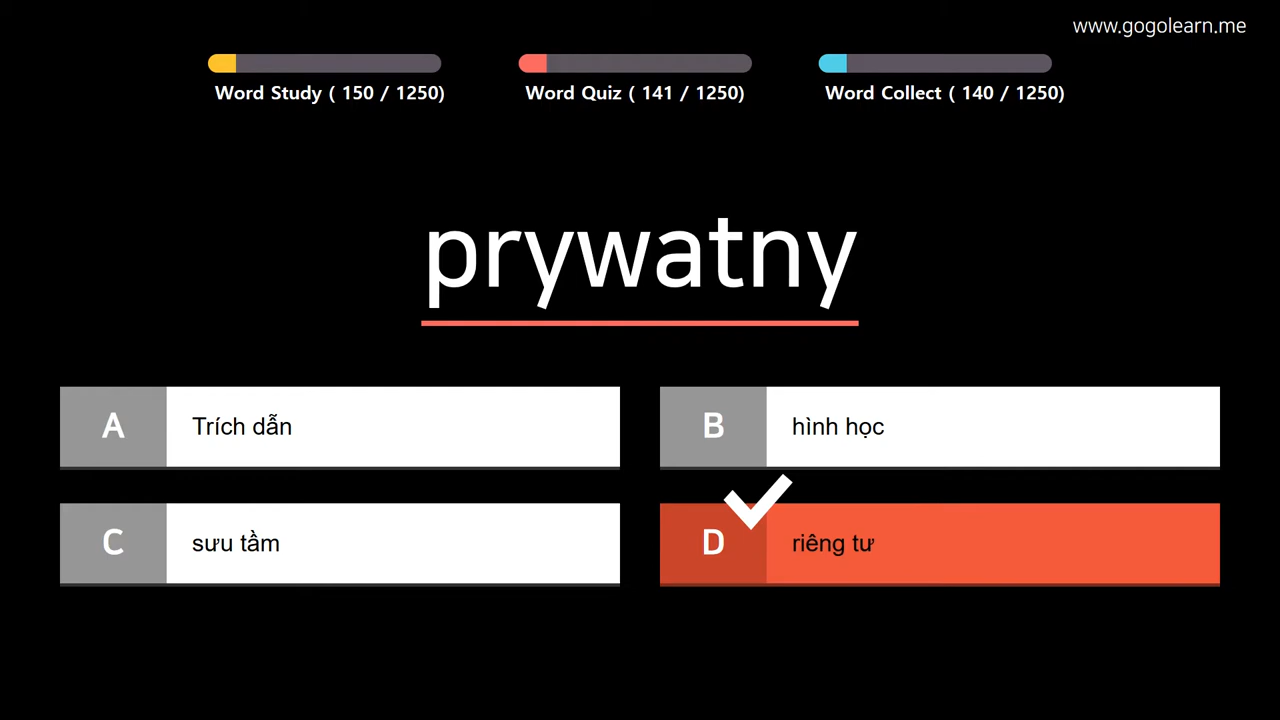 www.gogolearn.me
Word Study ( 150 / 1250)
Word Quiz ( 141 / 1250)
Word Collect ( 140 / 1250)
prywatny
A Trích dẫn
B hình học
C sưu tầm
D riêng tư